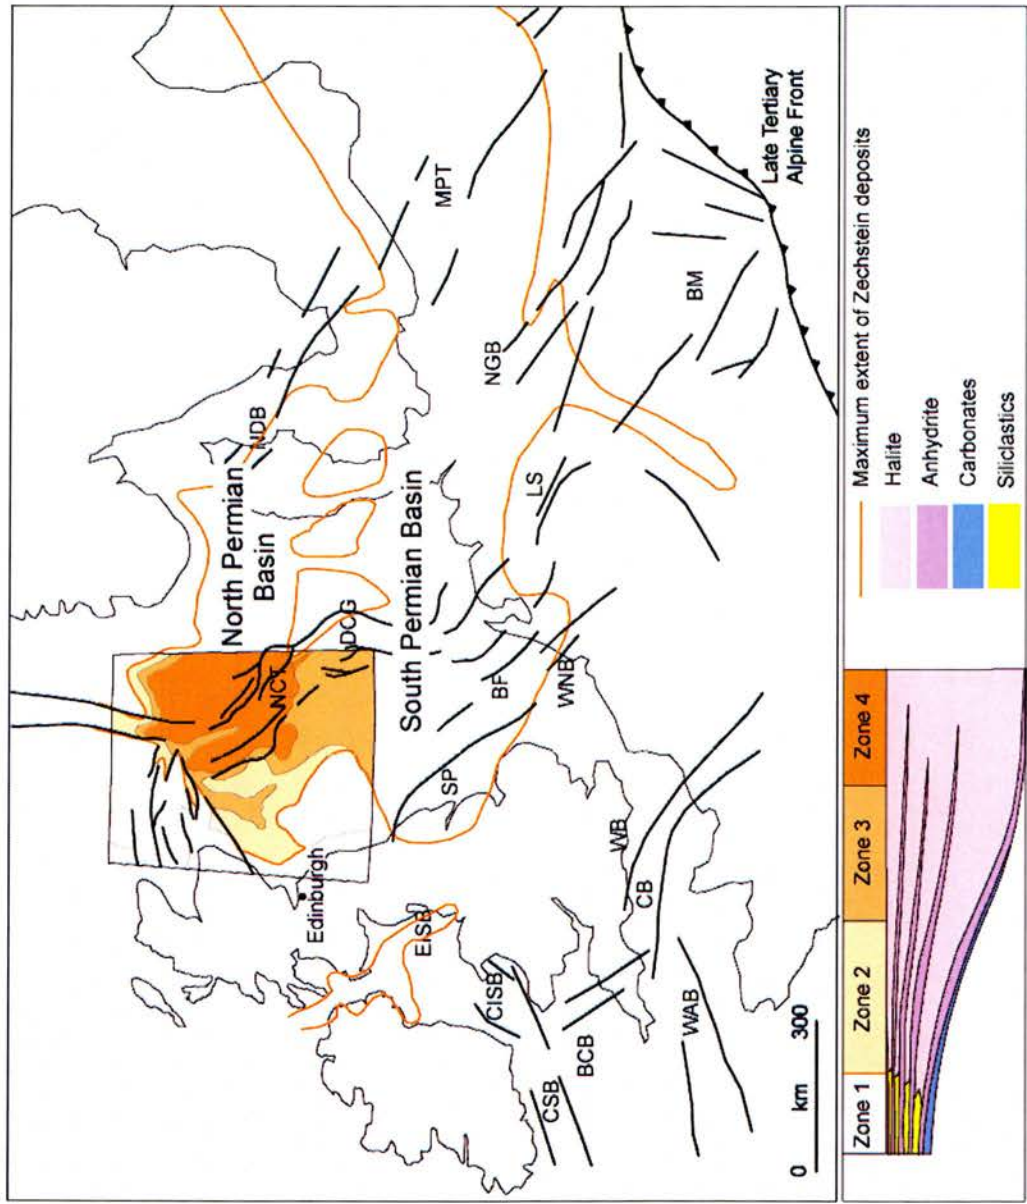 North Permian
Basin
NDB
MPT
NCT
DCG
South Permian Basin
Edinburgh
EISB
SP
BF
WNB
LS
NGB
BM
Late Tertiary
Alpine Front
CISB
CSB
BCB
WB
CB
WAB
0 km 300
Zone 1
Zone 2
Zone 3
Zone 4
Maximum extent of Zechstein deposits
Halite
Anhydrite
Carbonates
Siliclastics